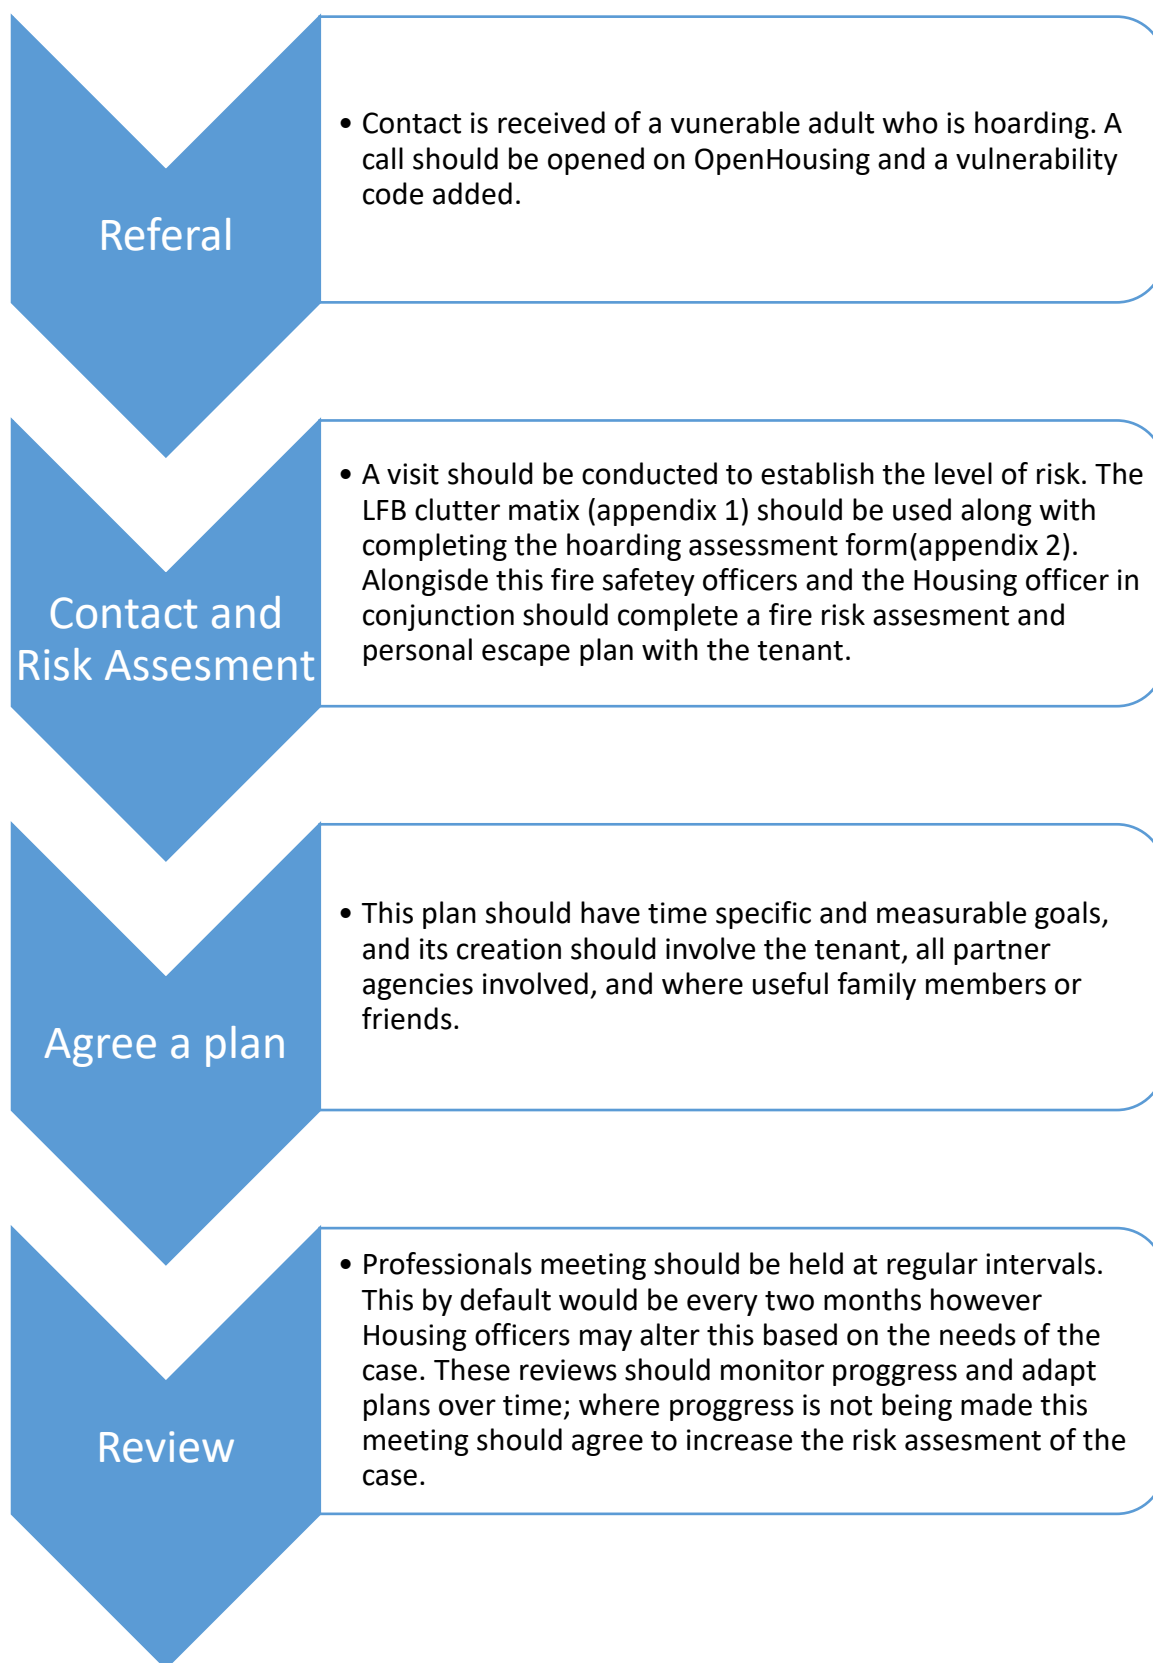 Referal
• Contact is received of a vunerable adult who is hoarding. A
call should be opened on OpenHousing and a vulnerability
code added.
Contact and
Risk Assesment
• A visit should be conducted to establish the level of risk. The
LFB clutter matix (appendix 1) should be used along with
completing the hoarding assessment form(appendix 2).
Alongisde this fire safetey officers and the Housing officer in
conjunction should complete a fire risk assesment and
personal escape plan with the tenant.
Agree a plan
• This plan should have time specific and measurable goals,
and its creation should involve the tenant, all partner
agencies involved, and where useful family members or
friends.
Review
• Professionals meeting should be held at regular intervals.
This by default would be every two months however
Housing officers may alter this based on the needs of the
case. These reviews should monitor proggress and adapt
plans over time; where proggress is not being made this
meeting should agree to increase the risk assesment of the
case.